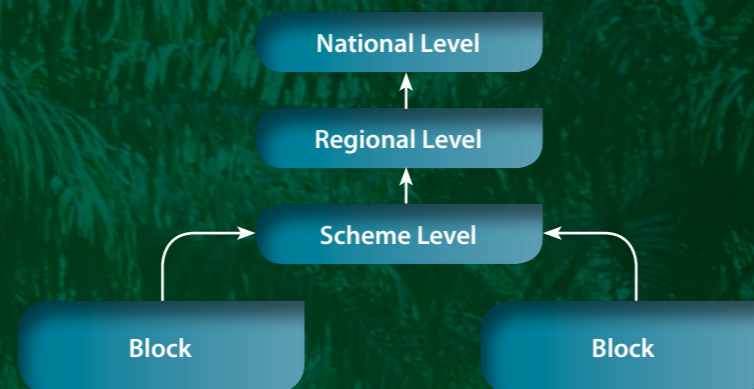 National Level
Regional Level
Scheme Level
Block
Block